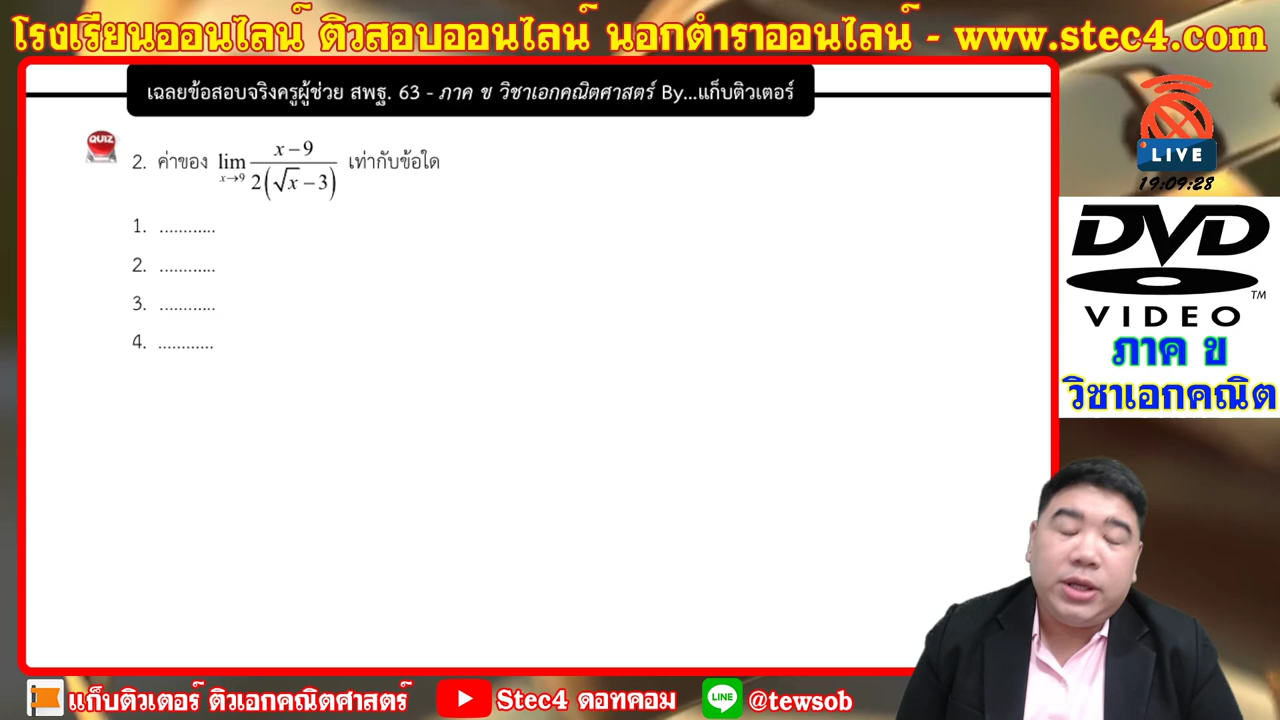 โรงเรียนออนไลน์ ติวสอบออนไลน์ นอกตำราออนไลน์ - www.stec4.com
เฉลยข้อสอบจริงครูผู้ช่วย สพฐ. 63 - ภาค ข วิชาเอกคณิตศาสตร์ By...แก็บติวเตอร์
QUIZ
2. ค่าของ lim x→9 x – 9 / 2(√x – 3) เท่ากับข้อใด
1. ............
2. ............
3. ............
4. ............
LIVE
19:09:28
DVD
TM
VIDEO
ภาค ข
วิชาเอกคณิต
แก็บติวเตอร์ ติวเอกคณิตศาสตร์
Stec4 ดอทคอม
LINE
@tewsob